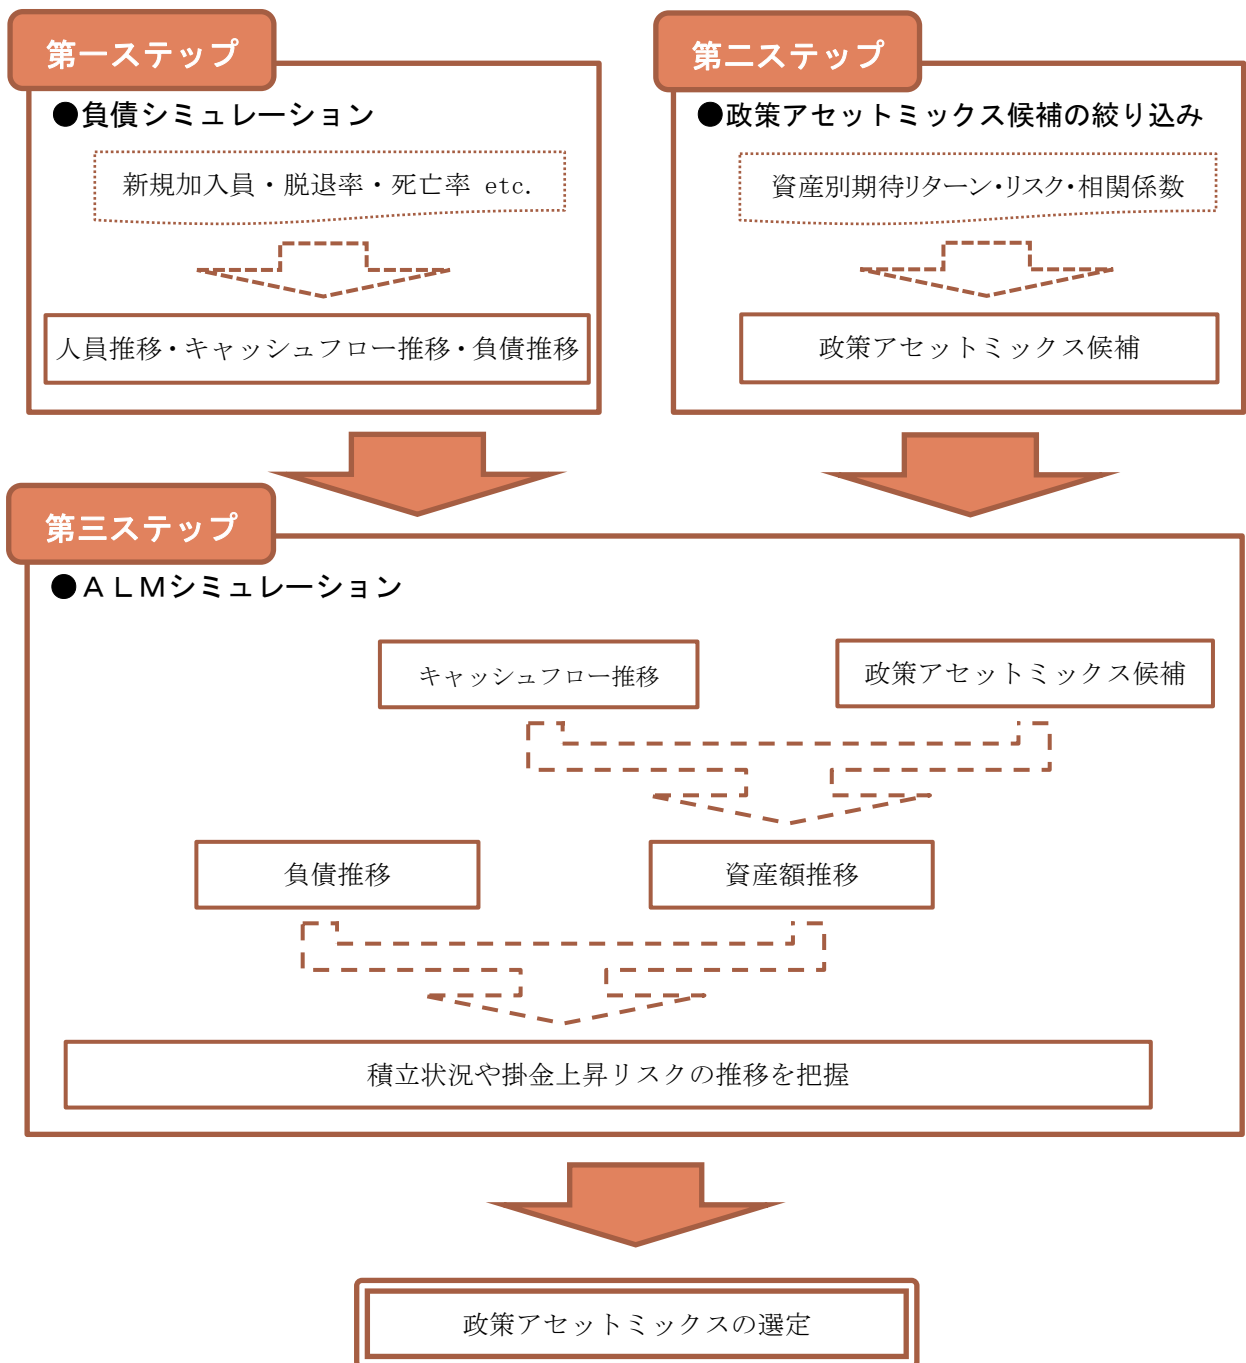 第一ステップ
●負債シミュレーション
新規加入員・脱退率・死亡率 etc.
人員推移・キャッシュフロー推移・負債推移
第二ステップ
●政策アセットミックス候補の絞り込み
資産別期待リターン・リスク・相関係数
政策アセットミックス候補
第三ステップ
●ＡＬＭシミュレーション
キャッシュフロー推移
政策アセットミックス候補
負債推移
資産額推移
積立状況や掛金上昇リスクの推移を把握
政策アセットミックスの選定